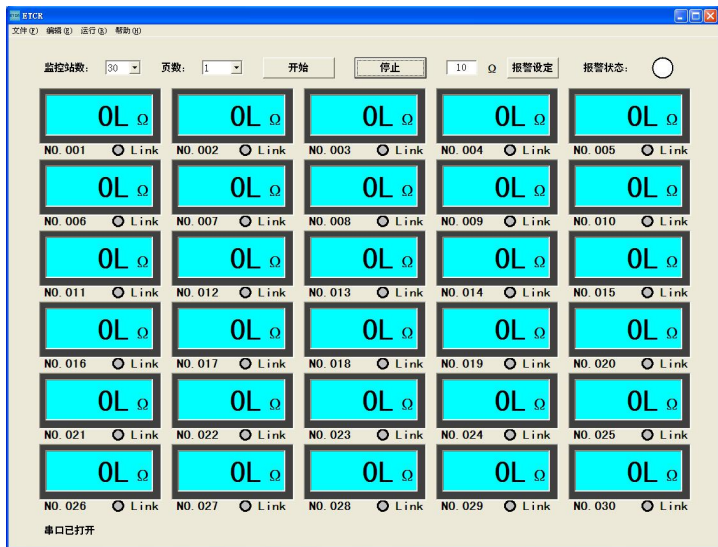 ETCR
文件(F) 编辑(E) 运行(R) 帮助(H)
监控站数: 30 页数: 1 开始 停止 10 Ω 报警设定 报警状态:
0L Ω 0L Ω 0L Ω 0L Ω 0L Ω
NO.001 Link NO.002 Link NO.003 Link NO.004 Link NO.005 Link
0L Ω 0L Ω 0L Ω 0L Ω 0L Ω
NO.006 Link NO.007 Link NO.008 Link NO.009 Link NO.010 Link
0L Ω 0L Ω 0L Ω 0L Ω 0L Ω
NO.011 Link NO.012 Link NO.013 Link NO.014 Link NO.015 Link
0L Ω 0L Ω 0L Ω 0L Ω 0L Ω
NO.016 Link NO.017 Link NO.018 Link NO.019 Link NO.020 Link
0L Ω 0L Ω 0L Ω 0L Ω 0L Ω
NO.021 Link NO.022 Link NO.023 Link NO.024 Link NO.025 Link
0L Ω 0L Ω 0L Ω 0L Ω 0L Ω
NO.026 Link NO.027 Link NO.028 Link NO.029 Link NO.030 Link
串口已打开